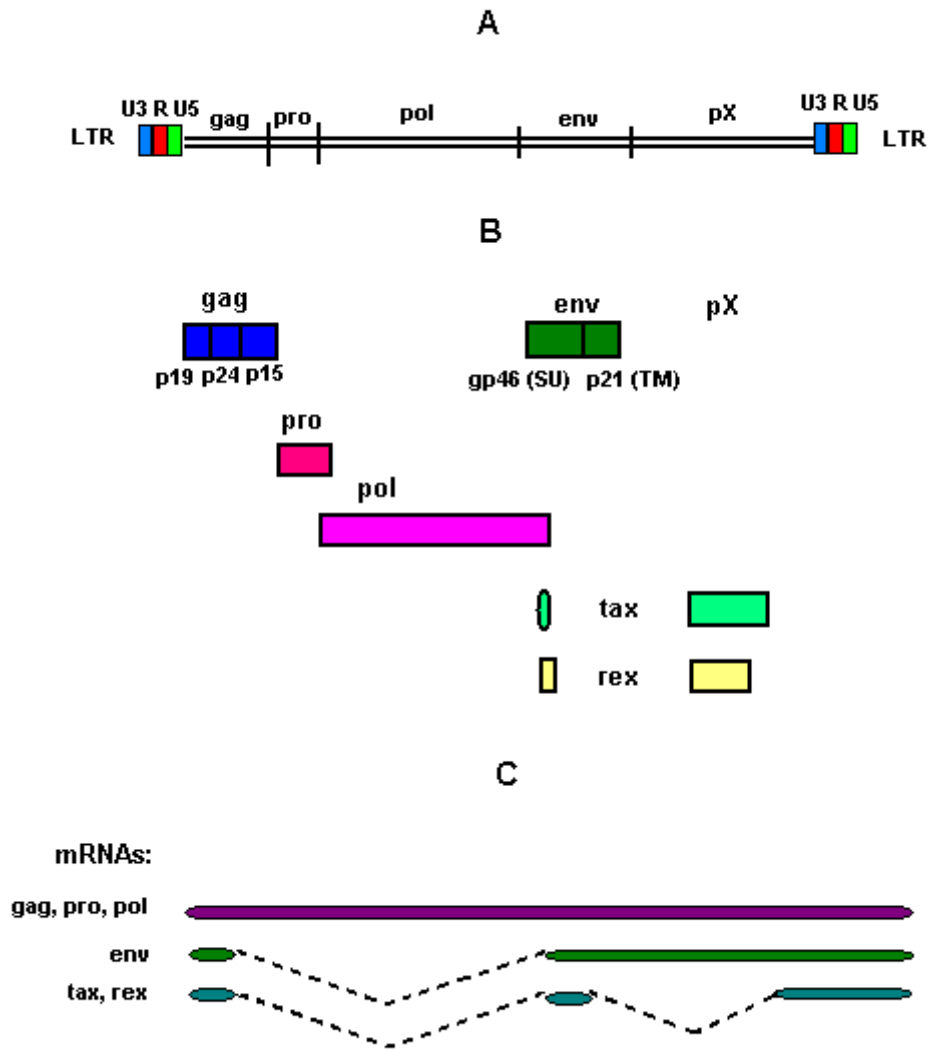 A
U3 R U5 gag pro pol env pX U3 R U5
LTR LTR
B
gag env pX
p19 p24 p15 gp46 (SU) p21 (TM)
pro
pol
tax
rex
C
mRNAs:
gag, pro, pol
env
tax, rex